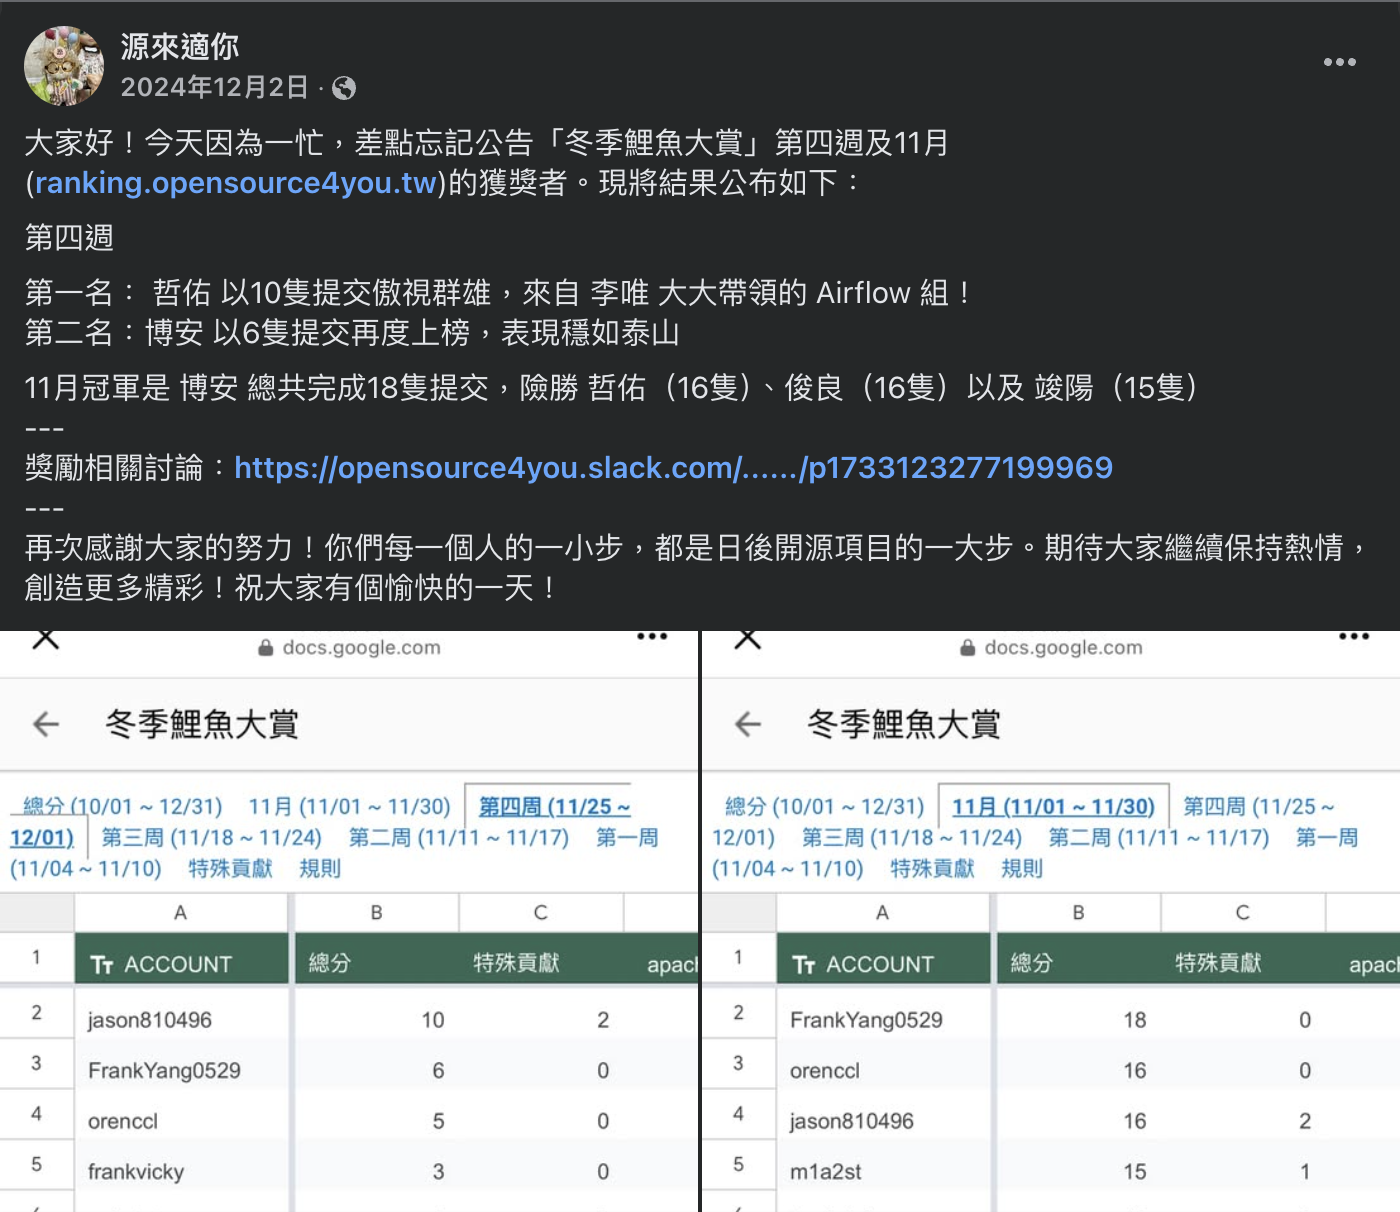 源來適你
2024年12月2日 ·
大家好！今天因為一忙，差點忘記公告「冬季鯉魚大賞」第四週及11月
(ranking.opensource4you.tw)的獲獎者。現將結果公布如下：
第四週
第一名： 哲佑 以10隻提交傲視群雄，來自 李唯 大大帶領的 Airflow 組！
第二名：博安 以6隻提交再度上榜，表現穩如泰山
11月冠軍是 博安 總共完成18隻提交，險勝 哲佑（16隻）、俊良（16隻）以及 竣陽（15隻）
---
獎勵相關討論：https://opensource4you.slack.com/....../p1733123277199969
---
再次感謝大家的努力！你們每一個人的一小步，都是日後開源項目的一大步。期待大家繼續保持熱情，
創造更多精彩！祝大家有個愉快的一天！
docs.google.com
冬季鯉魚大賞
總分 (10/01 ~ 12/31) 11月 (11/01 ~ 11/30) 第四周 (11/25 ~
12/01) 第三周 (11/18 ~ 11/24) 第二周 (11/11 ~ 11/17) 第一周
(11/04 ~ 11/10) 特殊貢獻 規則
A B C
1 Tт ACCOUNT 總分 特殊貢獻 apac
2 jason810496 10 2
3 FrankYang0529 6 0
4 orenccl 5 0
5 frankvicky 3 0
docs.google.com
冬季鯉魚大賞
總分 (10/01 ~ 12/31) 11月 (11/01 ~ 11/30) 第四周 (11/25 ~
12/01) 第三周 (11/18 ~ 11/24) 第二周 (11/11 ~ 11/17) 第一周
(11/04 ~ 11/10) 特殊貢獻 規則
A B C
1 Tт ACCOUNT 總分 特殊貢獻 apac
2 FrankYang0529 18 0
3 orenccl 16 0
4 jason810496 16 2
5 m1a2st 15 1